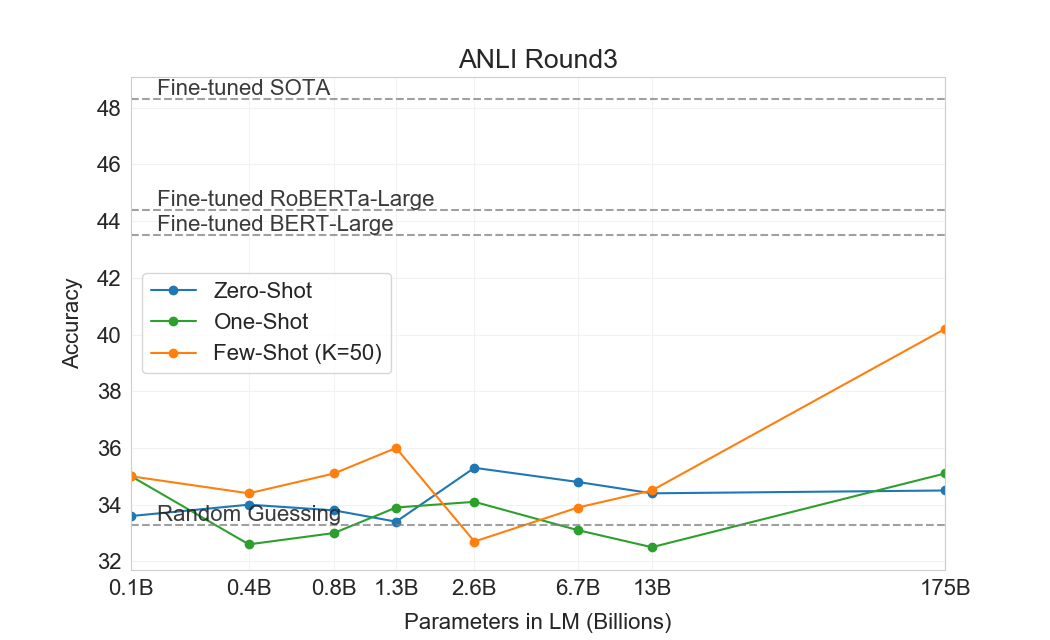 ANLI Round3
Fine-tuned SOTA
48
46
Fine-tuned RoBERTa-Large
44
Fine-tuned BERT-Large
42
Zero-Shot
One-Shot
Few-Shot (K=50)
Accuracy
40
38
36
34
Random Guessing
32
0.1B 0.4B 0.8B 1.3B 2.6B 6.7B 13B 175B
Parameters in LM (Billions)